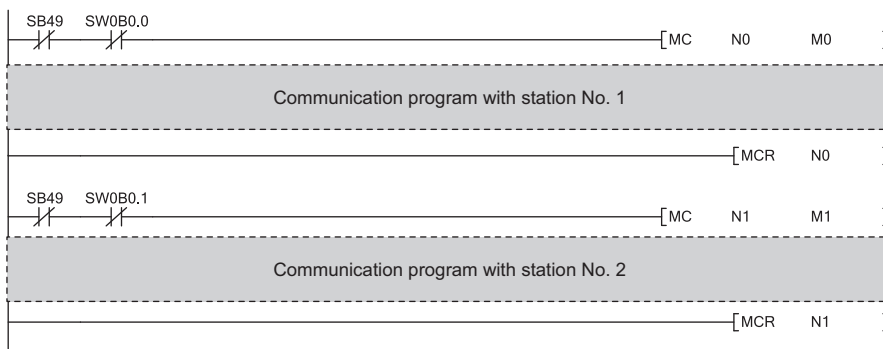 SB49 SW0B0.0
[MC N0 M0 ]
Communication program with station No. 1
[MCR N0 ]
SB49 SW0B0.1
[MC N1 M1 ]
Communication program with station No. 2
[MCR N1 ]